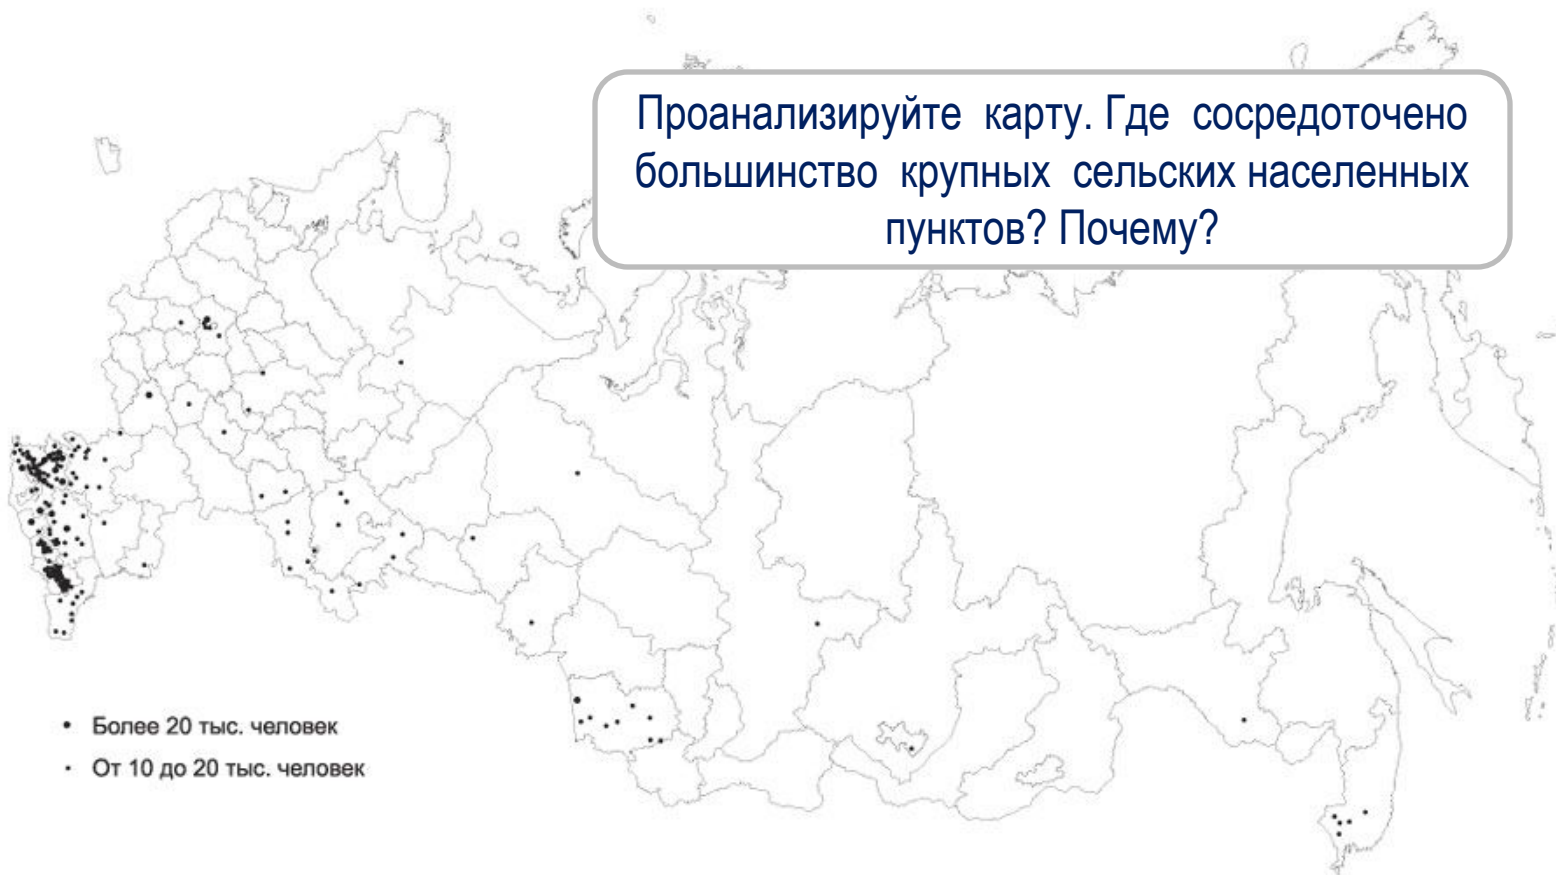 Проанализируйте карту. Где сосредоточено
большинство крупных сельских населенных
пунктов? Почему?
Более 20 тыс. человек
От 10 до 20 тыс. человек